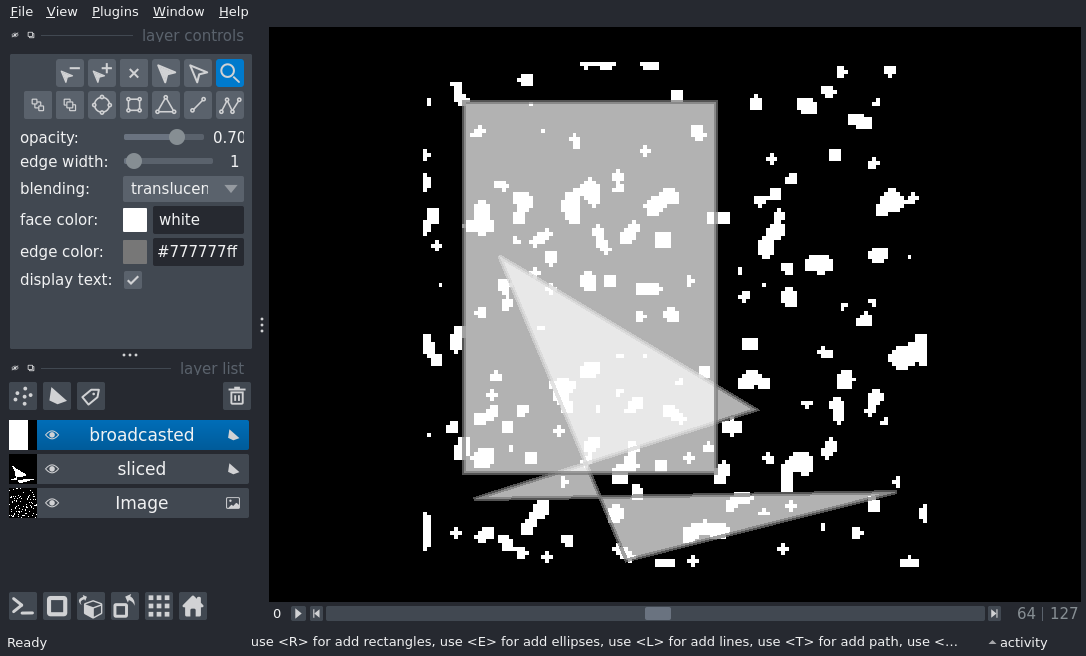 File View Plugins Window Help
layer controls
opacity: 0.70
edge width: 1
blending: translucen
face color: white
edge color: #777777ff
display text:
layer list
broadcasted
sliced
Image
0 64 127
Ready use <R> for add rectangles, use <E> for add ellipses, use <L> for add lines, use <T> for add path, use <... activity